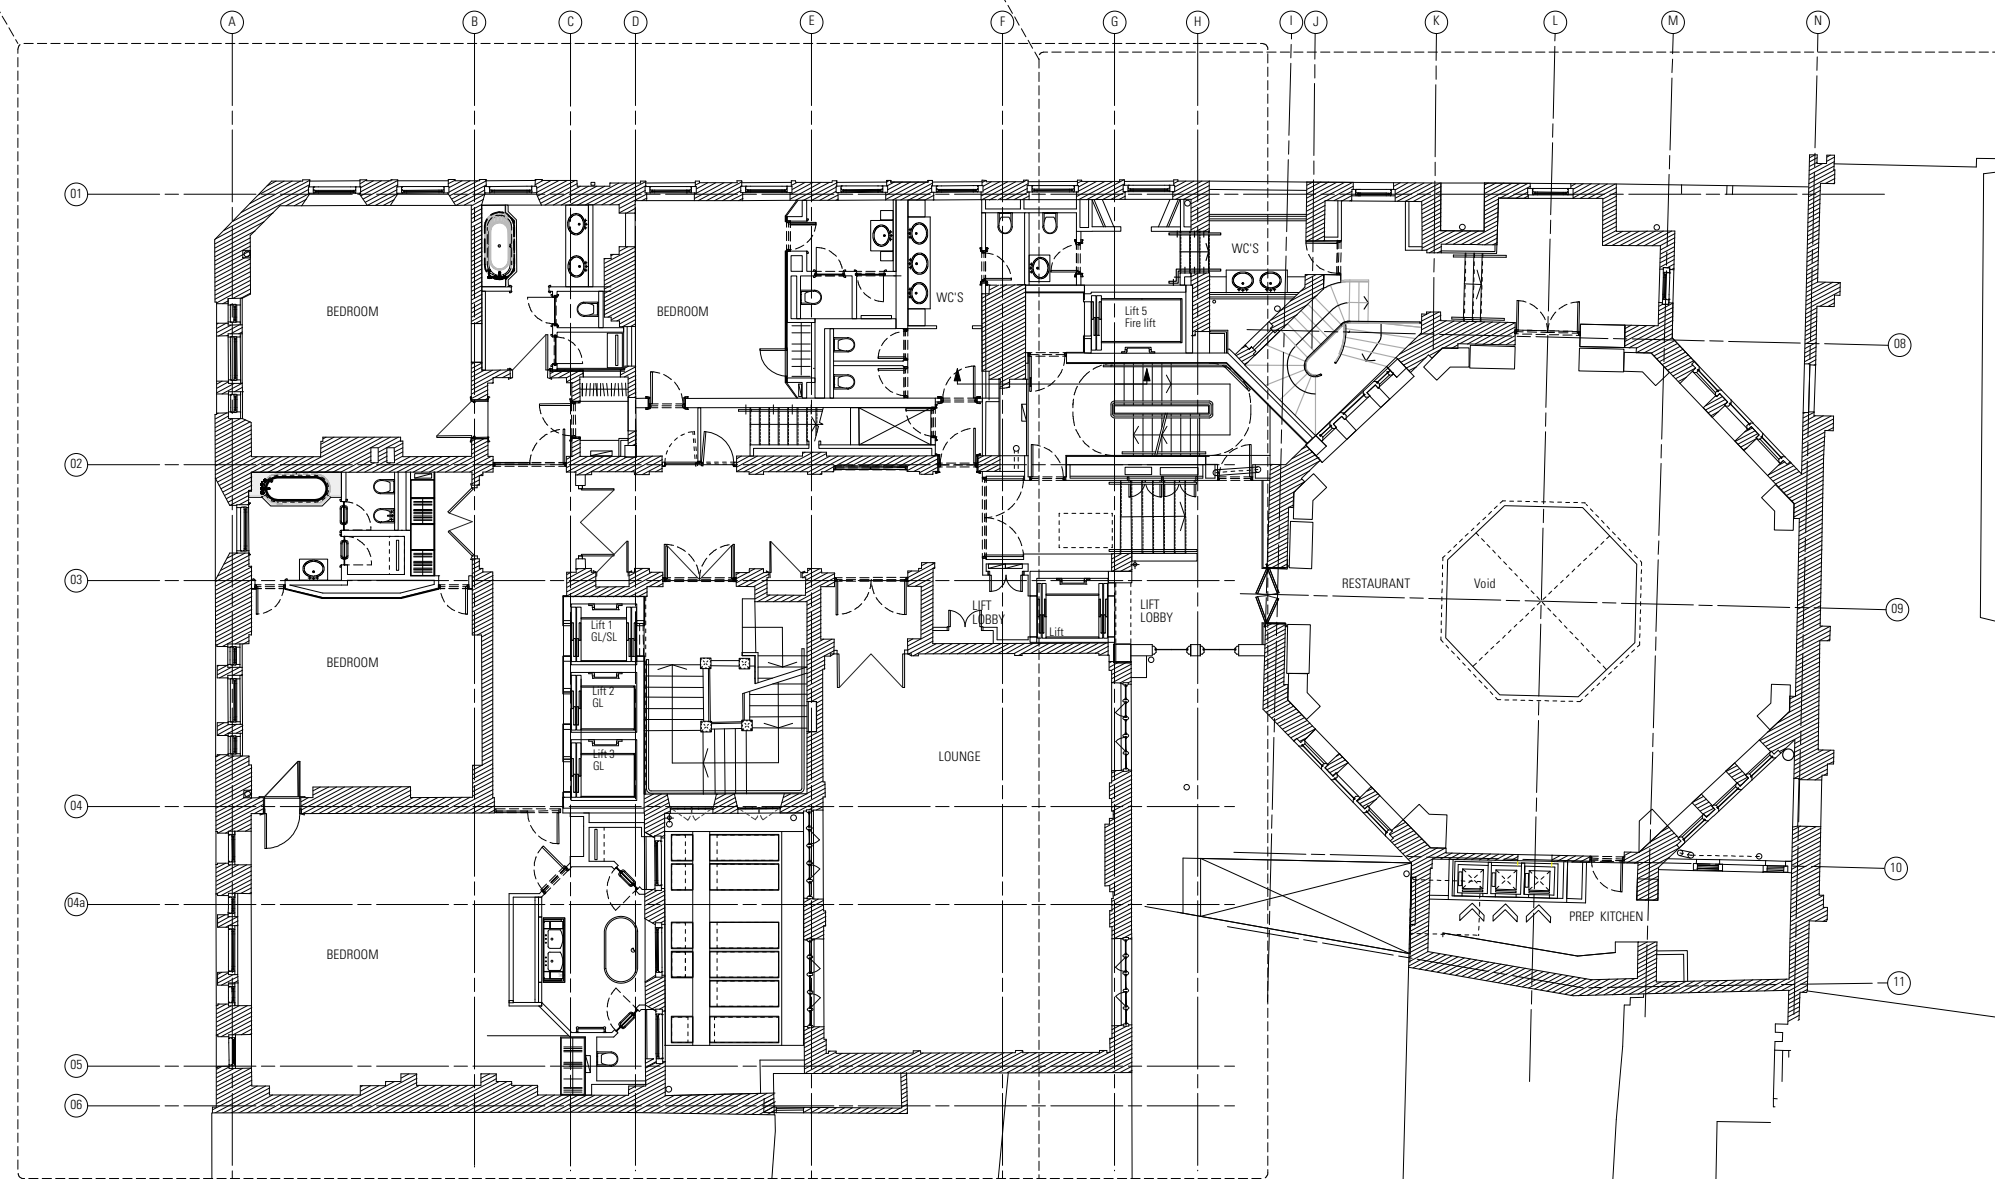 A B C D E F G H I J K L M N
01
WC'S
BEDROOM
BEDROOM
WC'S
Lift 5
Fire lift
08
02
03
RESTAURANT
Void
LIFT
LOBBY
LIFT
LOBBY
09
Lift 1
GL/SL
Lift
BEDROOM
Lift 2
GL
Lift 3
GL
LOUNGE
04
10
04a
PREP KITCHEN
BEDROOM
11
05
06